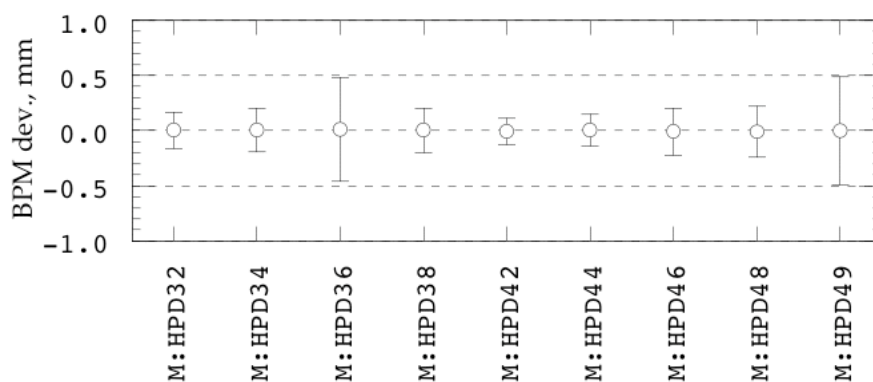 BPM dev., mm
1.0
0.5
0.0
-0.5
-1.0
M:HPD32
M:HPD34
M:HPD36
M:HPD38
M:HPD42
M:HPD44
M:HPD46
M:HPD48
M:HPD49